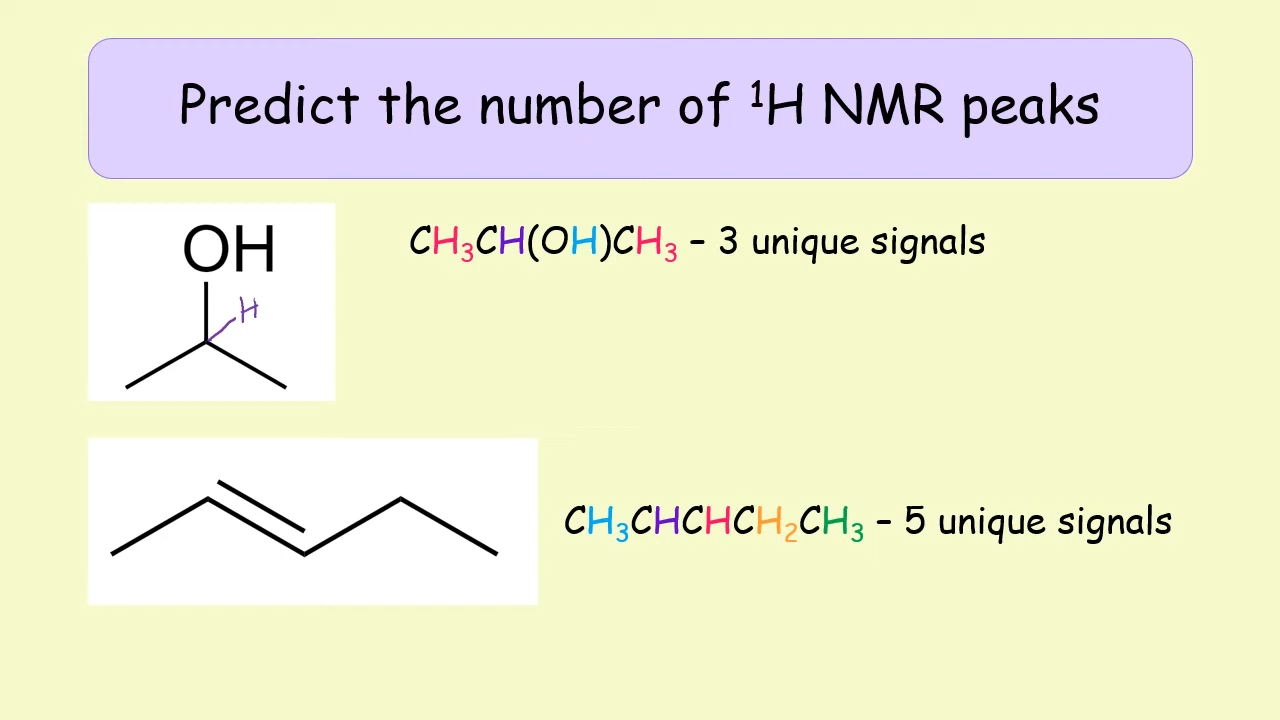 Predict the number of ¹H NMR peaks
OH
H
CH₃CH(OH)CH₃ – 3 unique signals
CH₃CHCHCH₂CH₃ – 5 unique signals